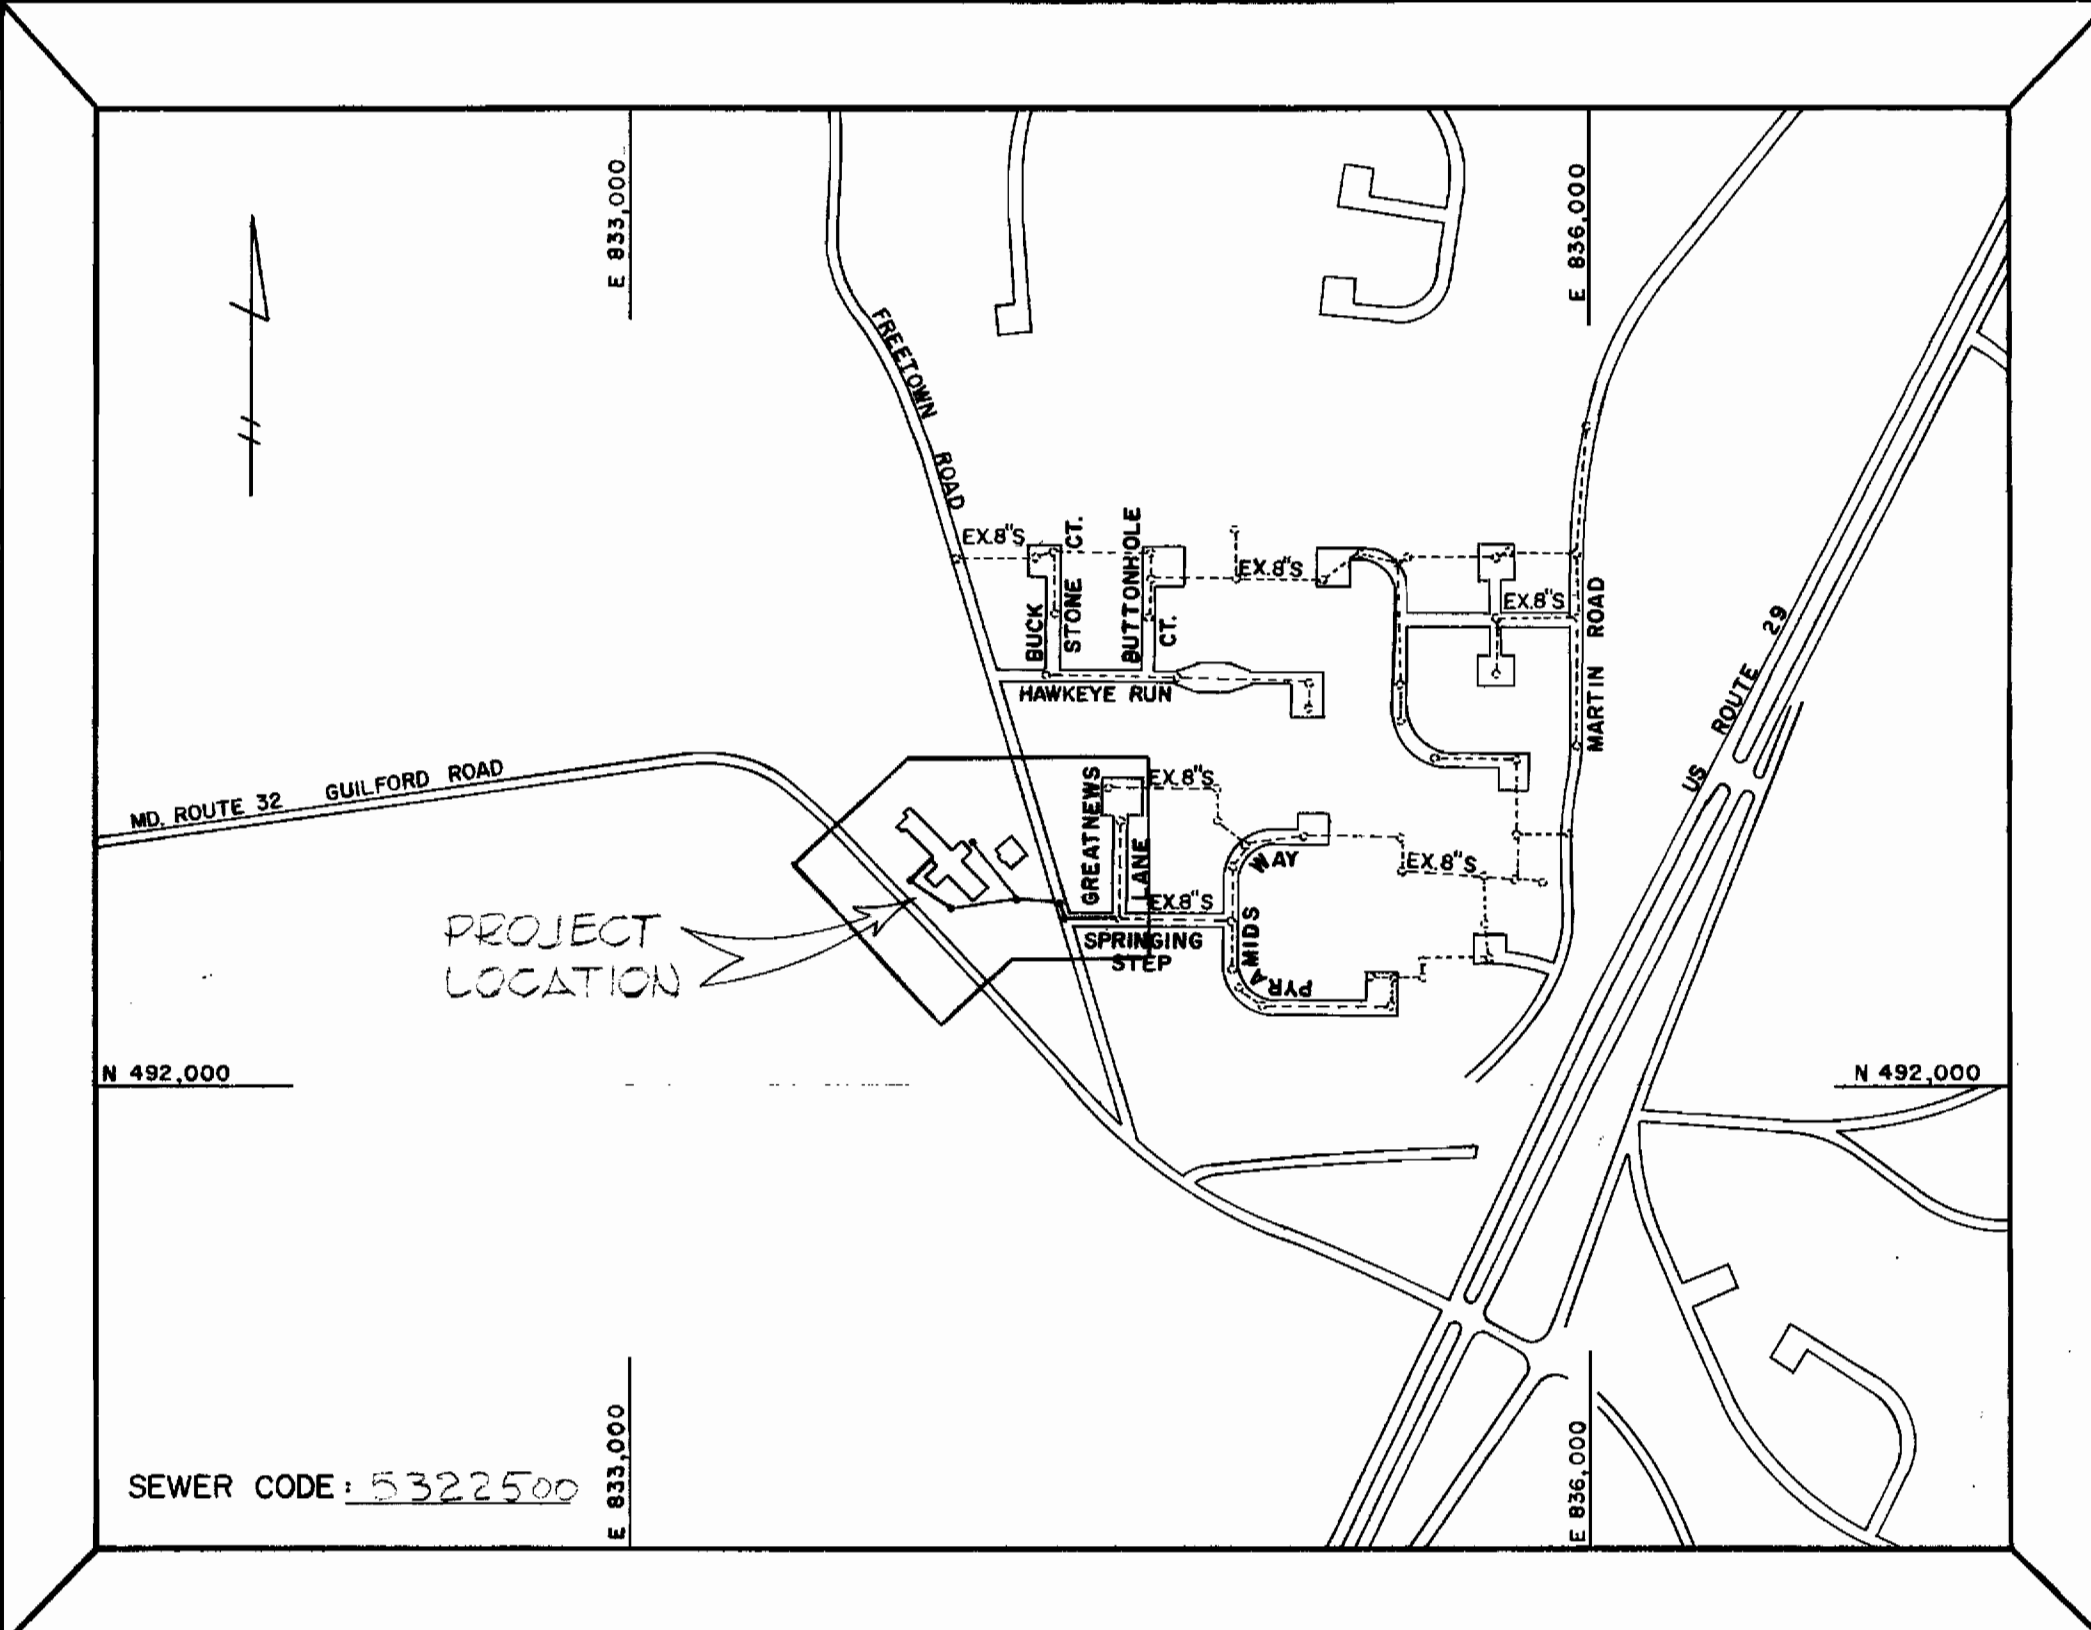 E 833,000
E 836,000
FREETOWN ROAD
EX.8"S
BUCK STONE CT.
BUTTONHOLE CT.
EX.8"S
EX.8"S
MARTIN ROAD
HAWKEYE RUN
US ROUTE 29
MD. ROUTE 32 GUILFORD ROAD
GREATNEWS LANE
EX.8"S
PYRAMIDS WAY
EX.8"S
EX.8"S
SPRINGING
STEP
PROJECT
LOCATION
N 492,000
N 492,000
SEWER CODE: 5322500
E 833,000
E 836,000